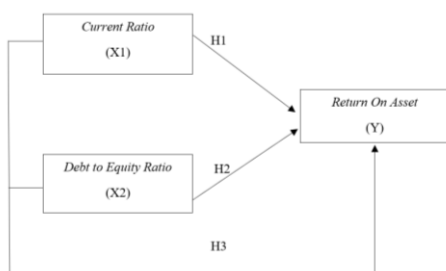 Current Ratio
(X1)
H1
Return On Asset
(Y)
Debt to Equity Ratio
(X2)
H2
H3